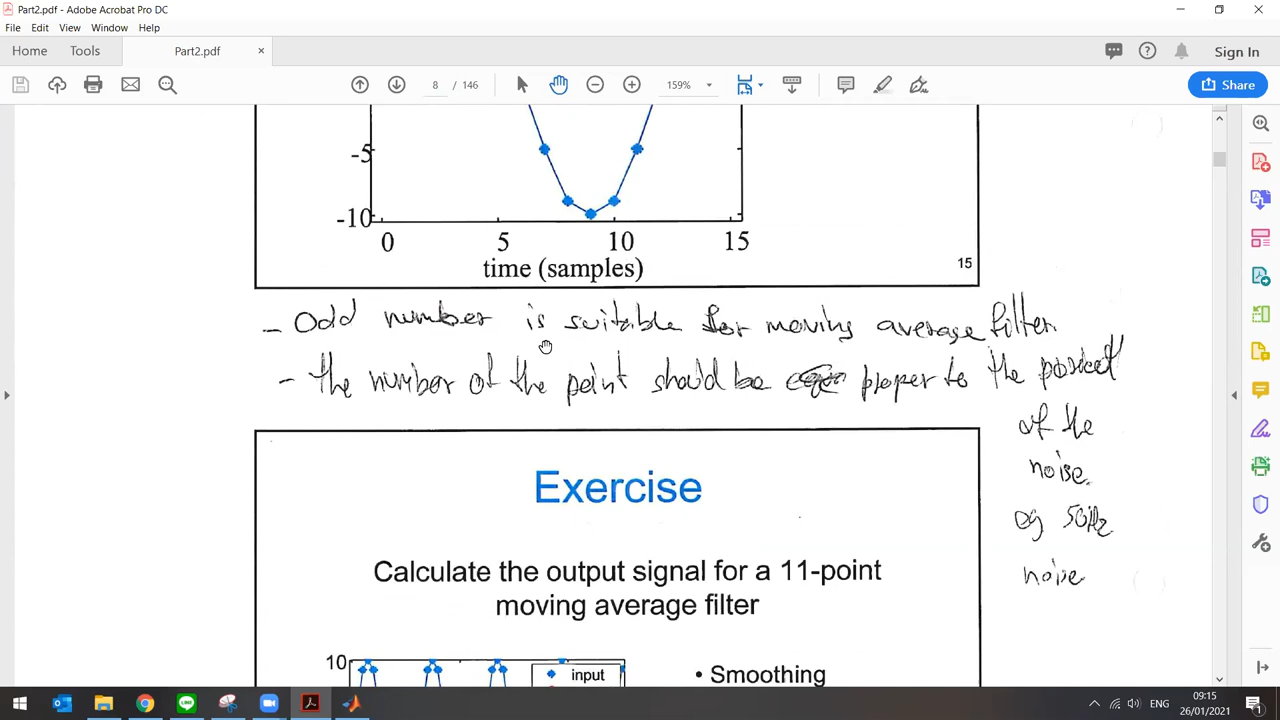 Part2.pdf - Adobe Acrobat Pro DC
File Edit View Window Help
Home Tools Part2.pdf × Sign In
8 / 146 159% Share
-5
-10
0 5 10 15
time (samples)
15
- Odd number is suitable for moving average filter
- the number of the point should be proper to the period
of the
noise.
eg 50Hz
noise
Exercise
Calculate the output signal for a 11-point
moving average filter
10
input
• Smoothing
ENG
09:15
26/01/2021
1